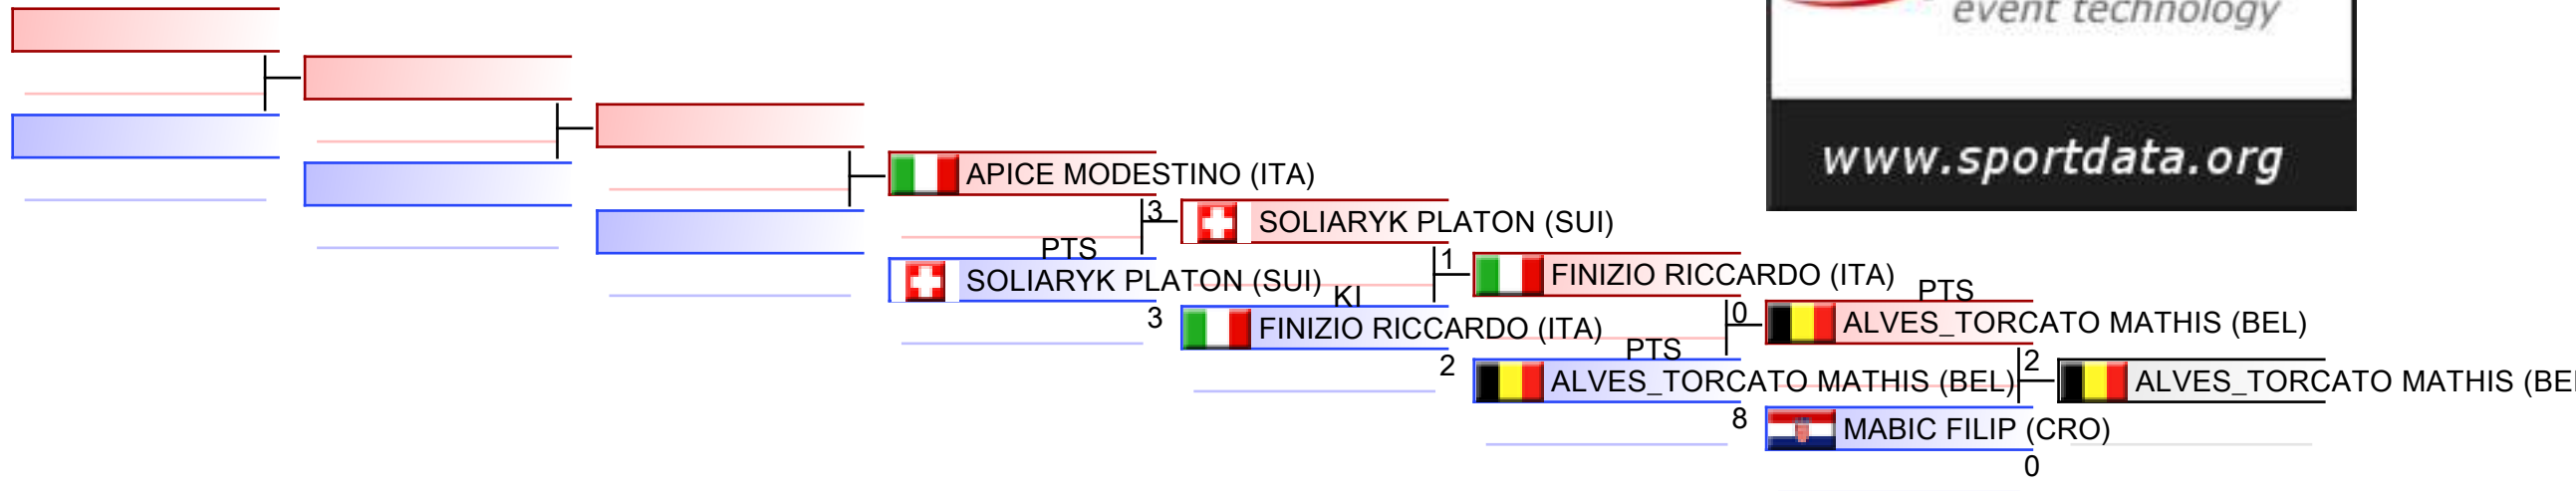 event technology
www.sportdata.org
APICE MODESTINO (ITA)
3
SOLIARYK PLATON (SUI)
PTS
1
SOLIARYK PLATON (SUI)
FINIZIO RICCARDO (ITA)
KI
PTS
3
FINIZIO RICCARDO (ITA)
0
ALVES_TORCATO MATHIS (BEL)
PTS
2
2
ALVES_TORCATO MATHIS (BEL)
ALVES_TORCATO MATHIS (BE
8
MABIC FILIP (CRO)
0